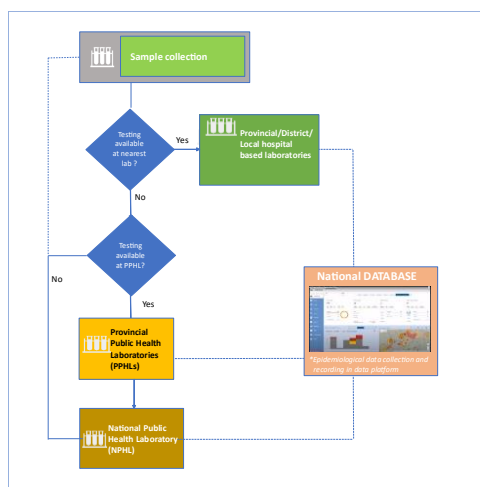 Sample collection
Testing
available
at nearest
lab ?
Yes
Provincial/District/
Local hospital
based laboratories
No
Testing
available
at PPHL?
No
Yes
National DATABASE
*Epidemiological data collection and
recording in data platform
Provincial
Public Health
Laboratories
(PPHLs)
National Public
Health Laboratory
(NPHL)